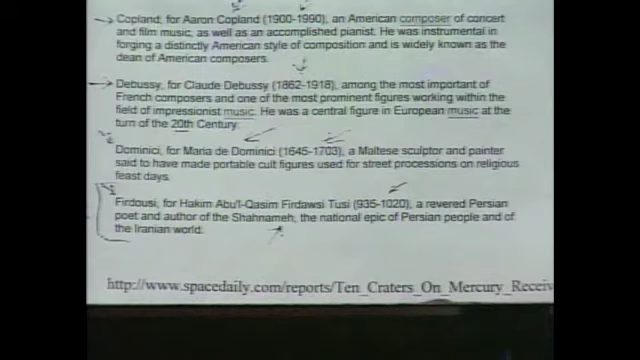 Copland, for Aaron Copland (1900-1990), an American composer of concert
and film music, as well as an accomplished pianist. He was instrumental in
forging a distinctly American style of composition and is widely known as the
dean of American composers.
Debussy, for Claude Debussy (1862-1918), among the most important of
French composers and one of the most prominent figures working within the
field of impressionist music. He was a central figure in European music at the
turn of the 20th Century.
Dominici, for Maria de Dominici (1645-1703), a Maltese sculptor and painter
said to have made portable cult figures used for street processions on religious
feast days.
Firdousi, for Hakim Abu'l-Qasim Firdawsi Tusi (935-1020), a revered Persian
poet and author of the Shahnameh, the national epic of Persian people and of
the Iranian world.
http://www.spacedaily.com/reports/Ten_Craters_On_Mercury_Receiv